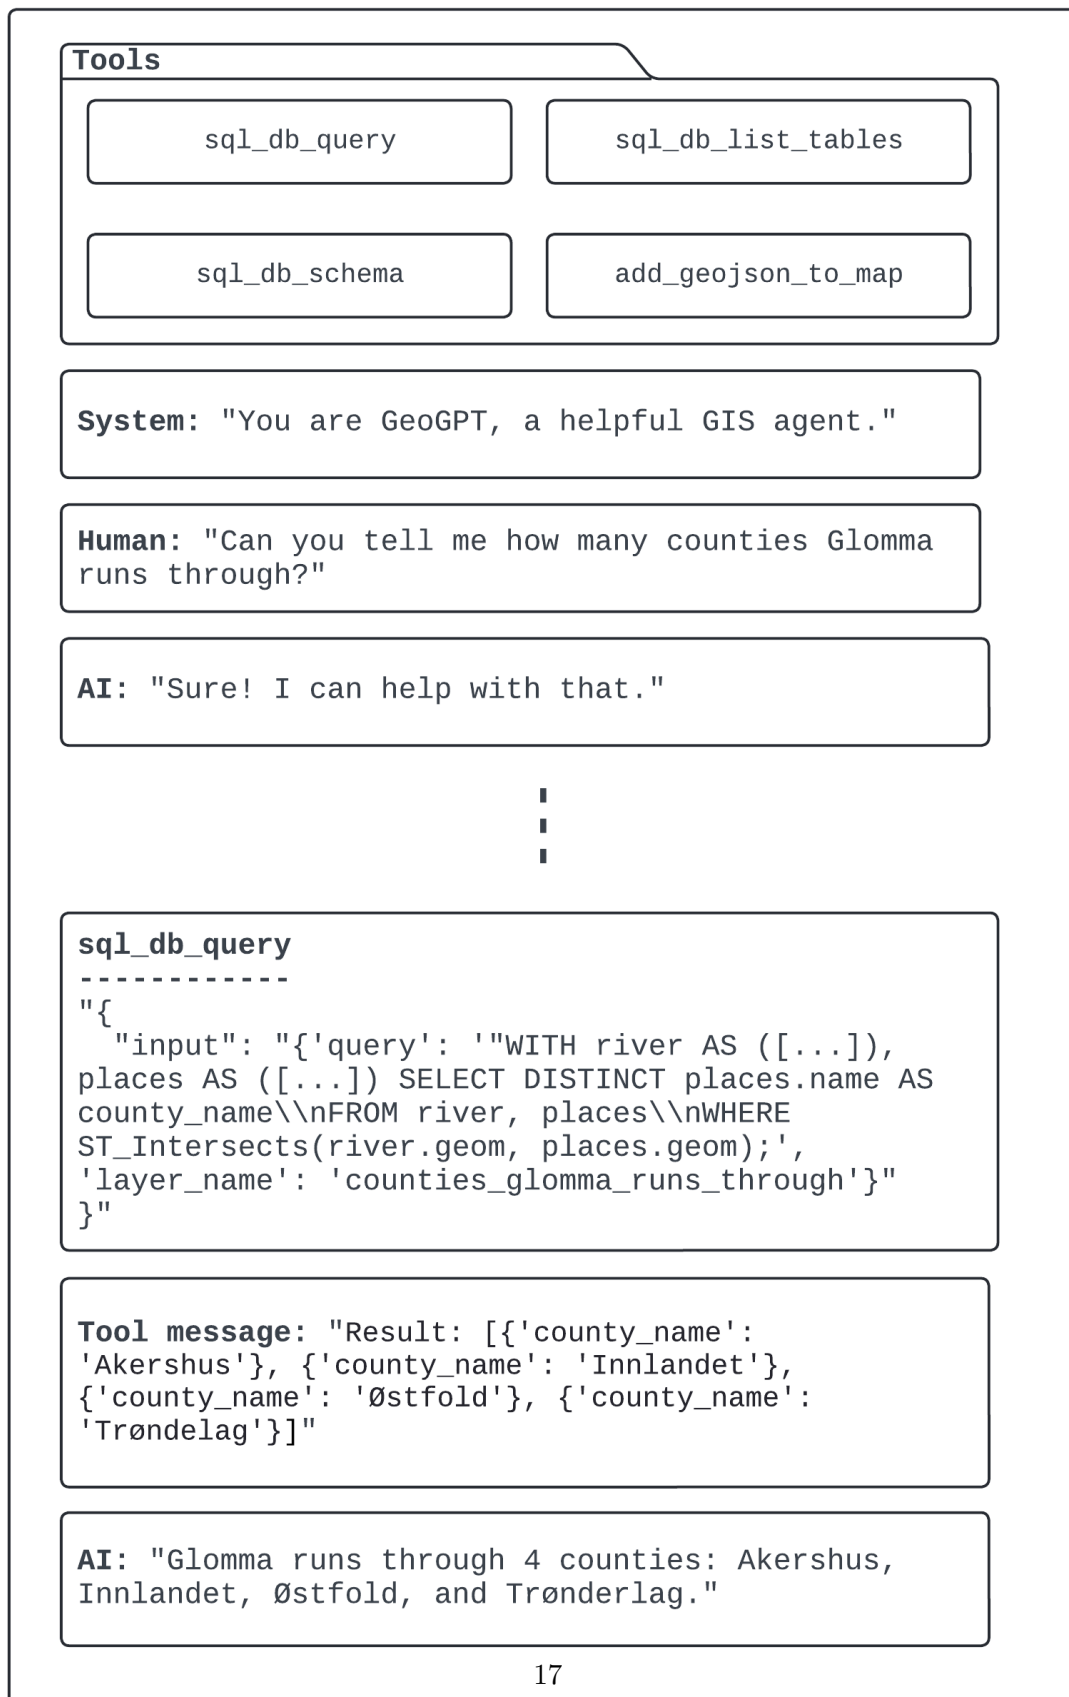 Tools
sql_db_query
sql_db_list_tables
sql_db_schema
add_geojson_to_map
System: "You are GeoGPT, a helpful GIS agent."
Human: "Can you tell me how many counties Glomma
runs through?"
AI: "Sure! I can help with that."
sql_db_query
------------
"{
  "input": "{'query': '"WITH river AS ([...]),
places AS ([...]) SELECT DISTINCT places.name AS
county_name\\nFROM river, places\\nWHERE
ST_Intersects(river.geom, places.geom);',
'layer_name': 'counties_glomma_runs_through'}"
}"
Tool message: "Result: [{'county_name':
'Akershus'}, {'county_name': 'Innlandet'},
{'county_name': 'Østfold'}, {'county_name':
'Trøndelag'}]"
AI: "Glomma runs through 4 counties: Akershus,
Innlandet, Østfold, and Trønderlag."
17